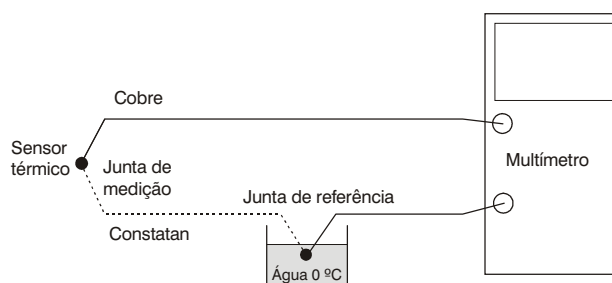 Cobre
Sensor
térmico
Junta de
medição
Multímetro
Junta de referência
Constatan
Água 0 ºC